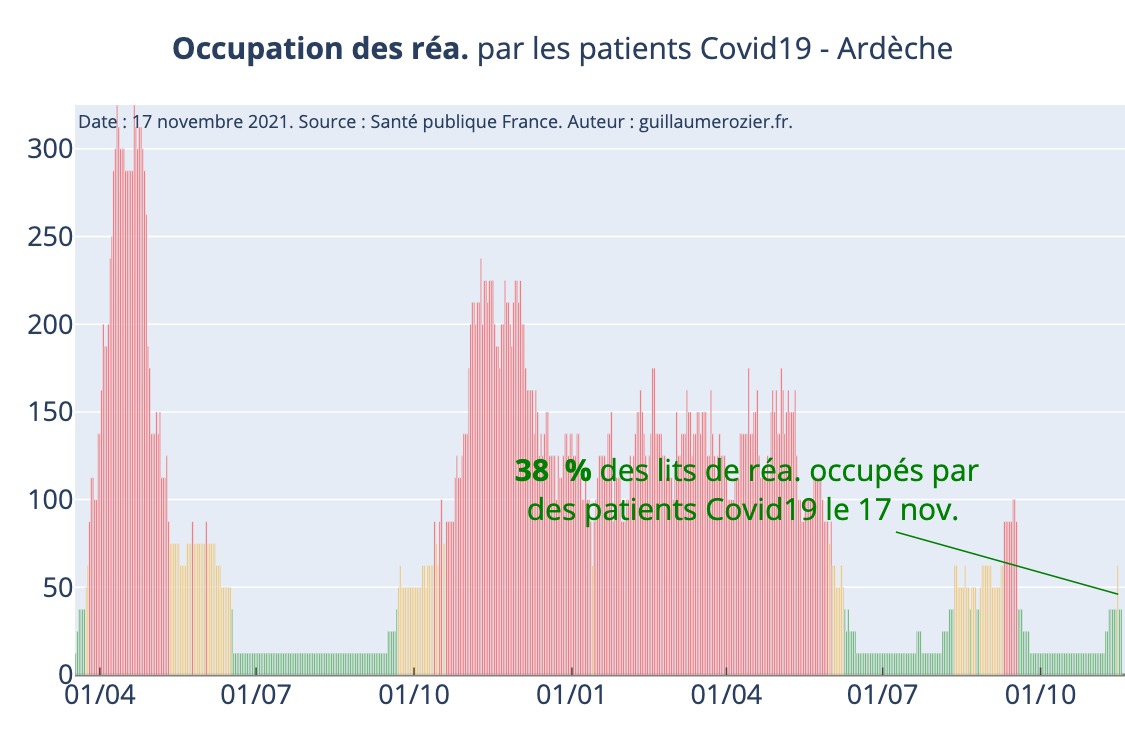 Occupation des réa. par les patients Covid19 - Ardèche
Date : 17 novembre 2021. Source : Santé publique France. Auteur : guillaumerozier.fr.
300
250
200
150
100
50
0
38 % des lits de réa. occupés par
des patients Covid19 le 17 nov.
01/04 01/07 01/10 01/01 01/04 01/07 01/10